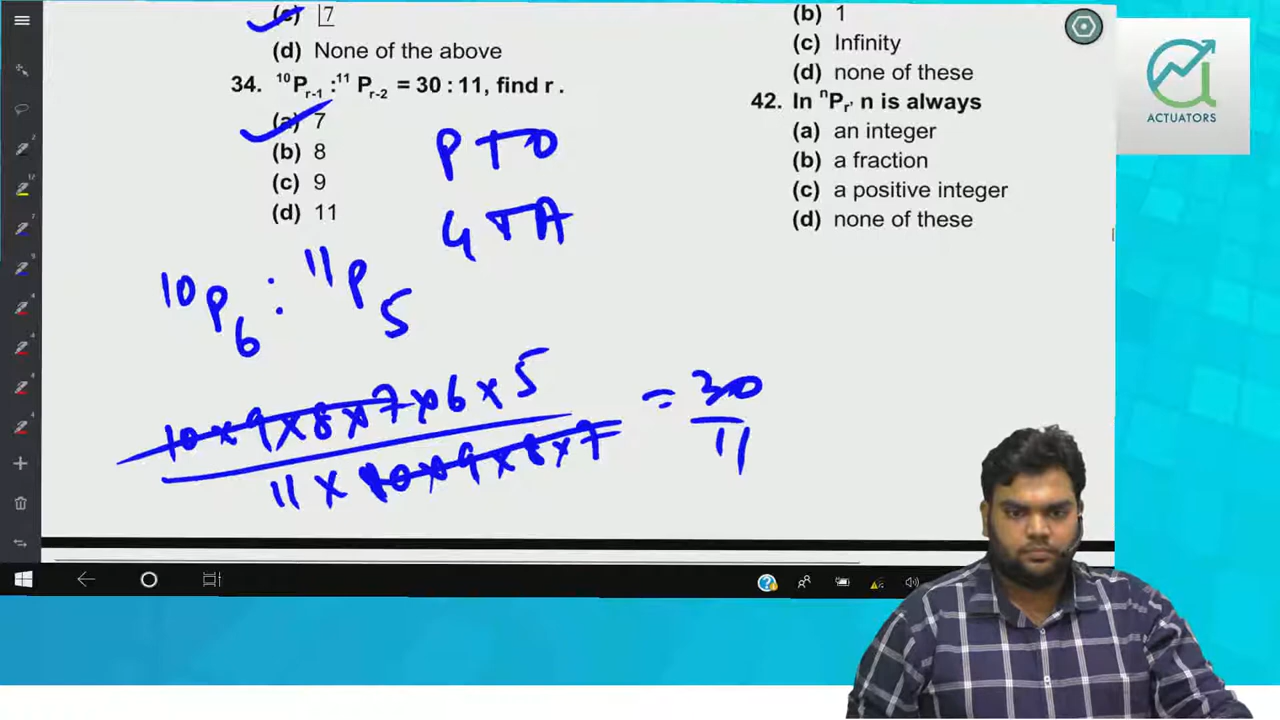 (c) 7
(d) None of the above
34. ¹⁰Pᵣ₋₁ : ¹¹Pᵣ₋₂ = 30 : 11, find r .
(a) 7
(b) 8
(c) 9
(d) 11
P T O
G T A
¹⁰P₆ : ¹¹P₅
10 × 9 × 8 × 7 × 6 × 5
11 × 10 × 9 × 8 × 7
= 30
11
(b) 1
(c) Infinity
(d) none of these
42. In ⁿPᵣ, n is always
(a) an integer
(b) a fraction
(c) a positive integer
(d) none of these
ACTUATORS